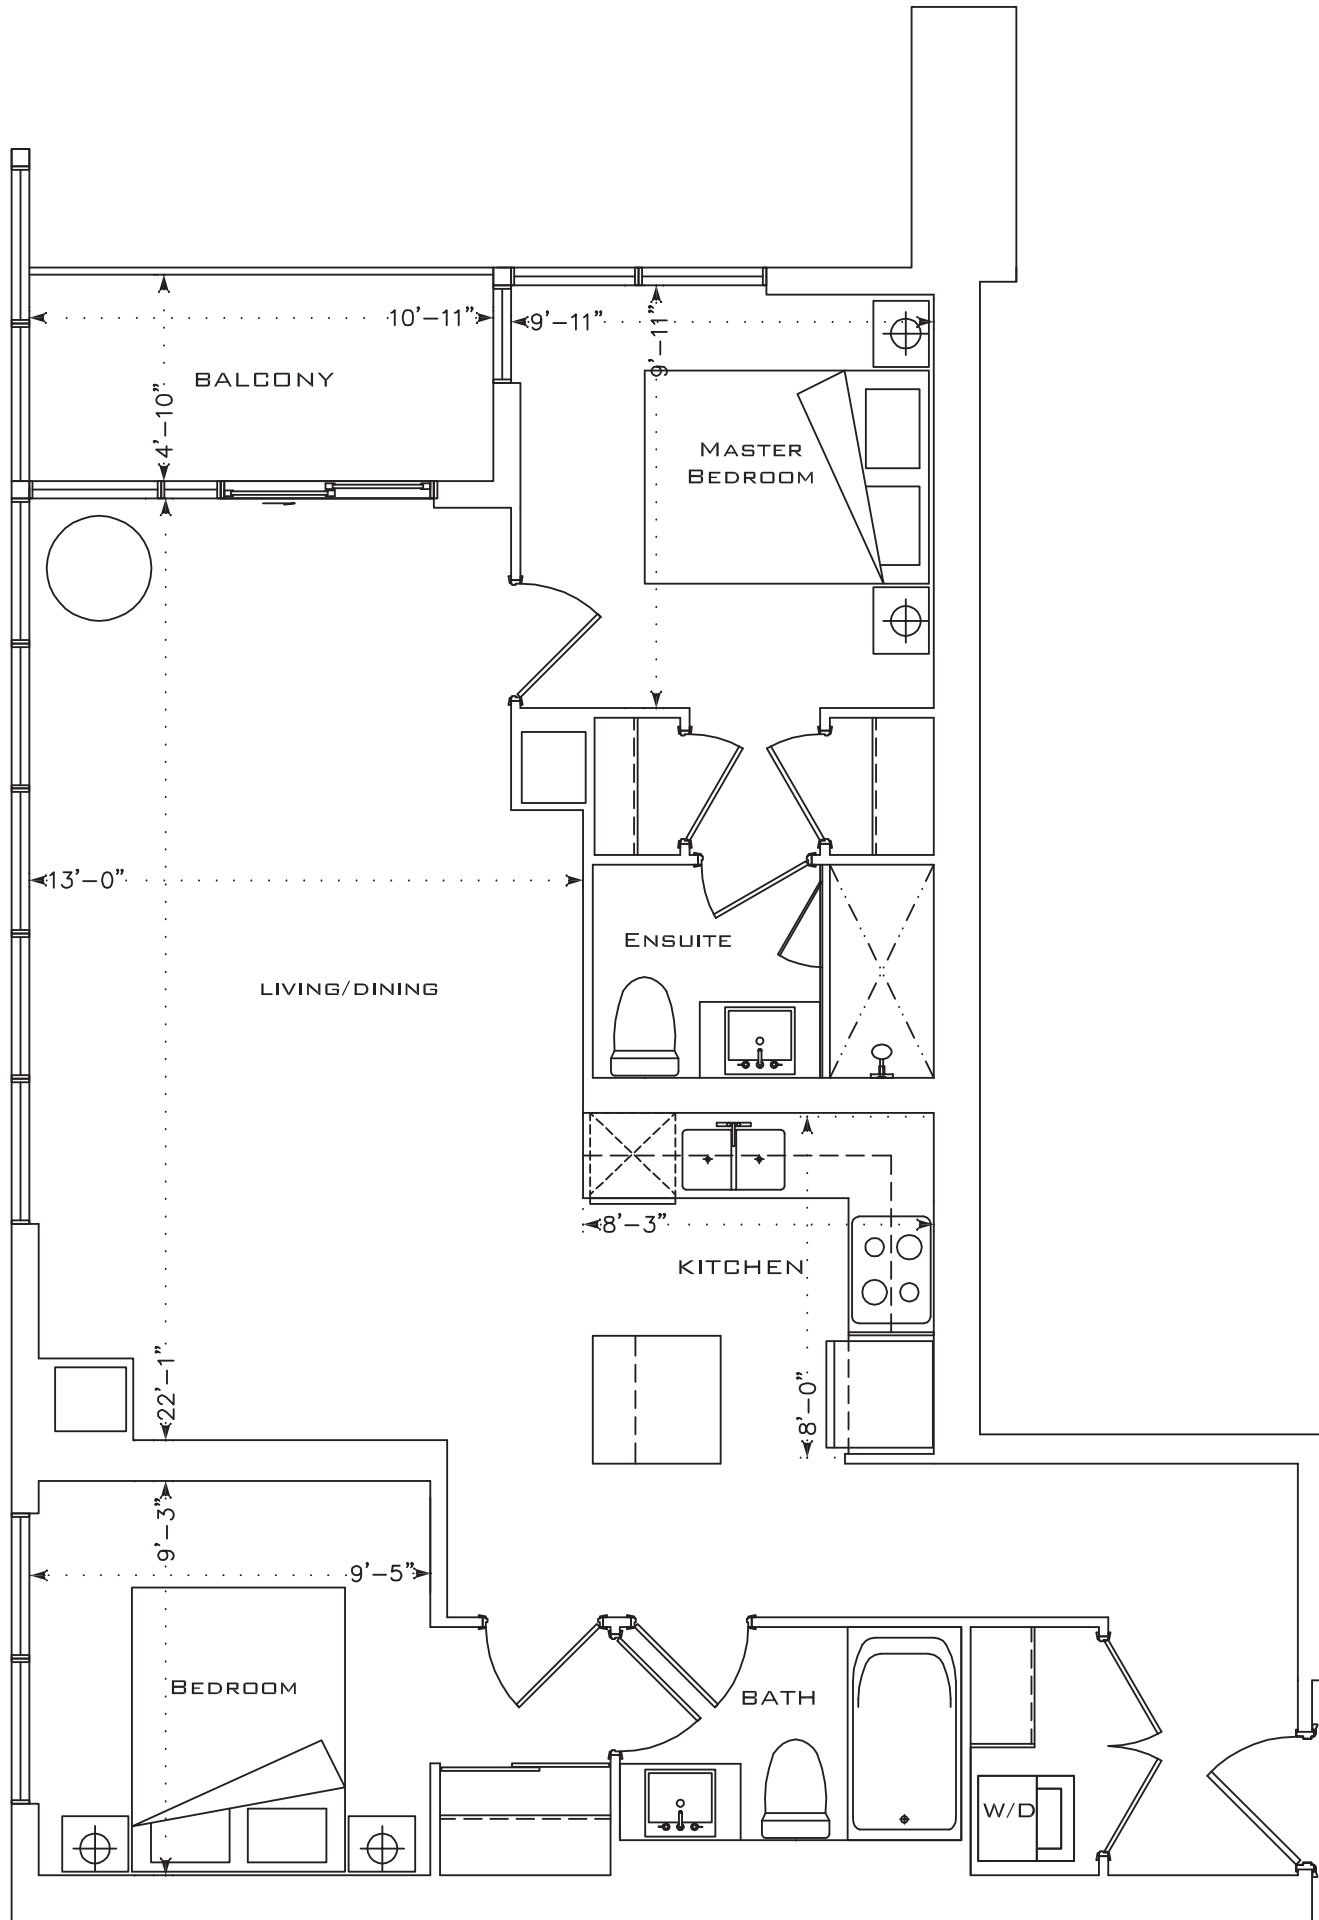 10'-11"
9'-11"
9'-11"
BALCONY
4'-10"
MASTER
BEDROOM
13'-0"
ENSUITE
LIVING/DINING
8'-3"
KITCHEN
22'-1"
8'-0"
9'-3"
9'-5"
BEDROOM
BATH
W/D